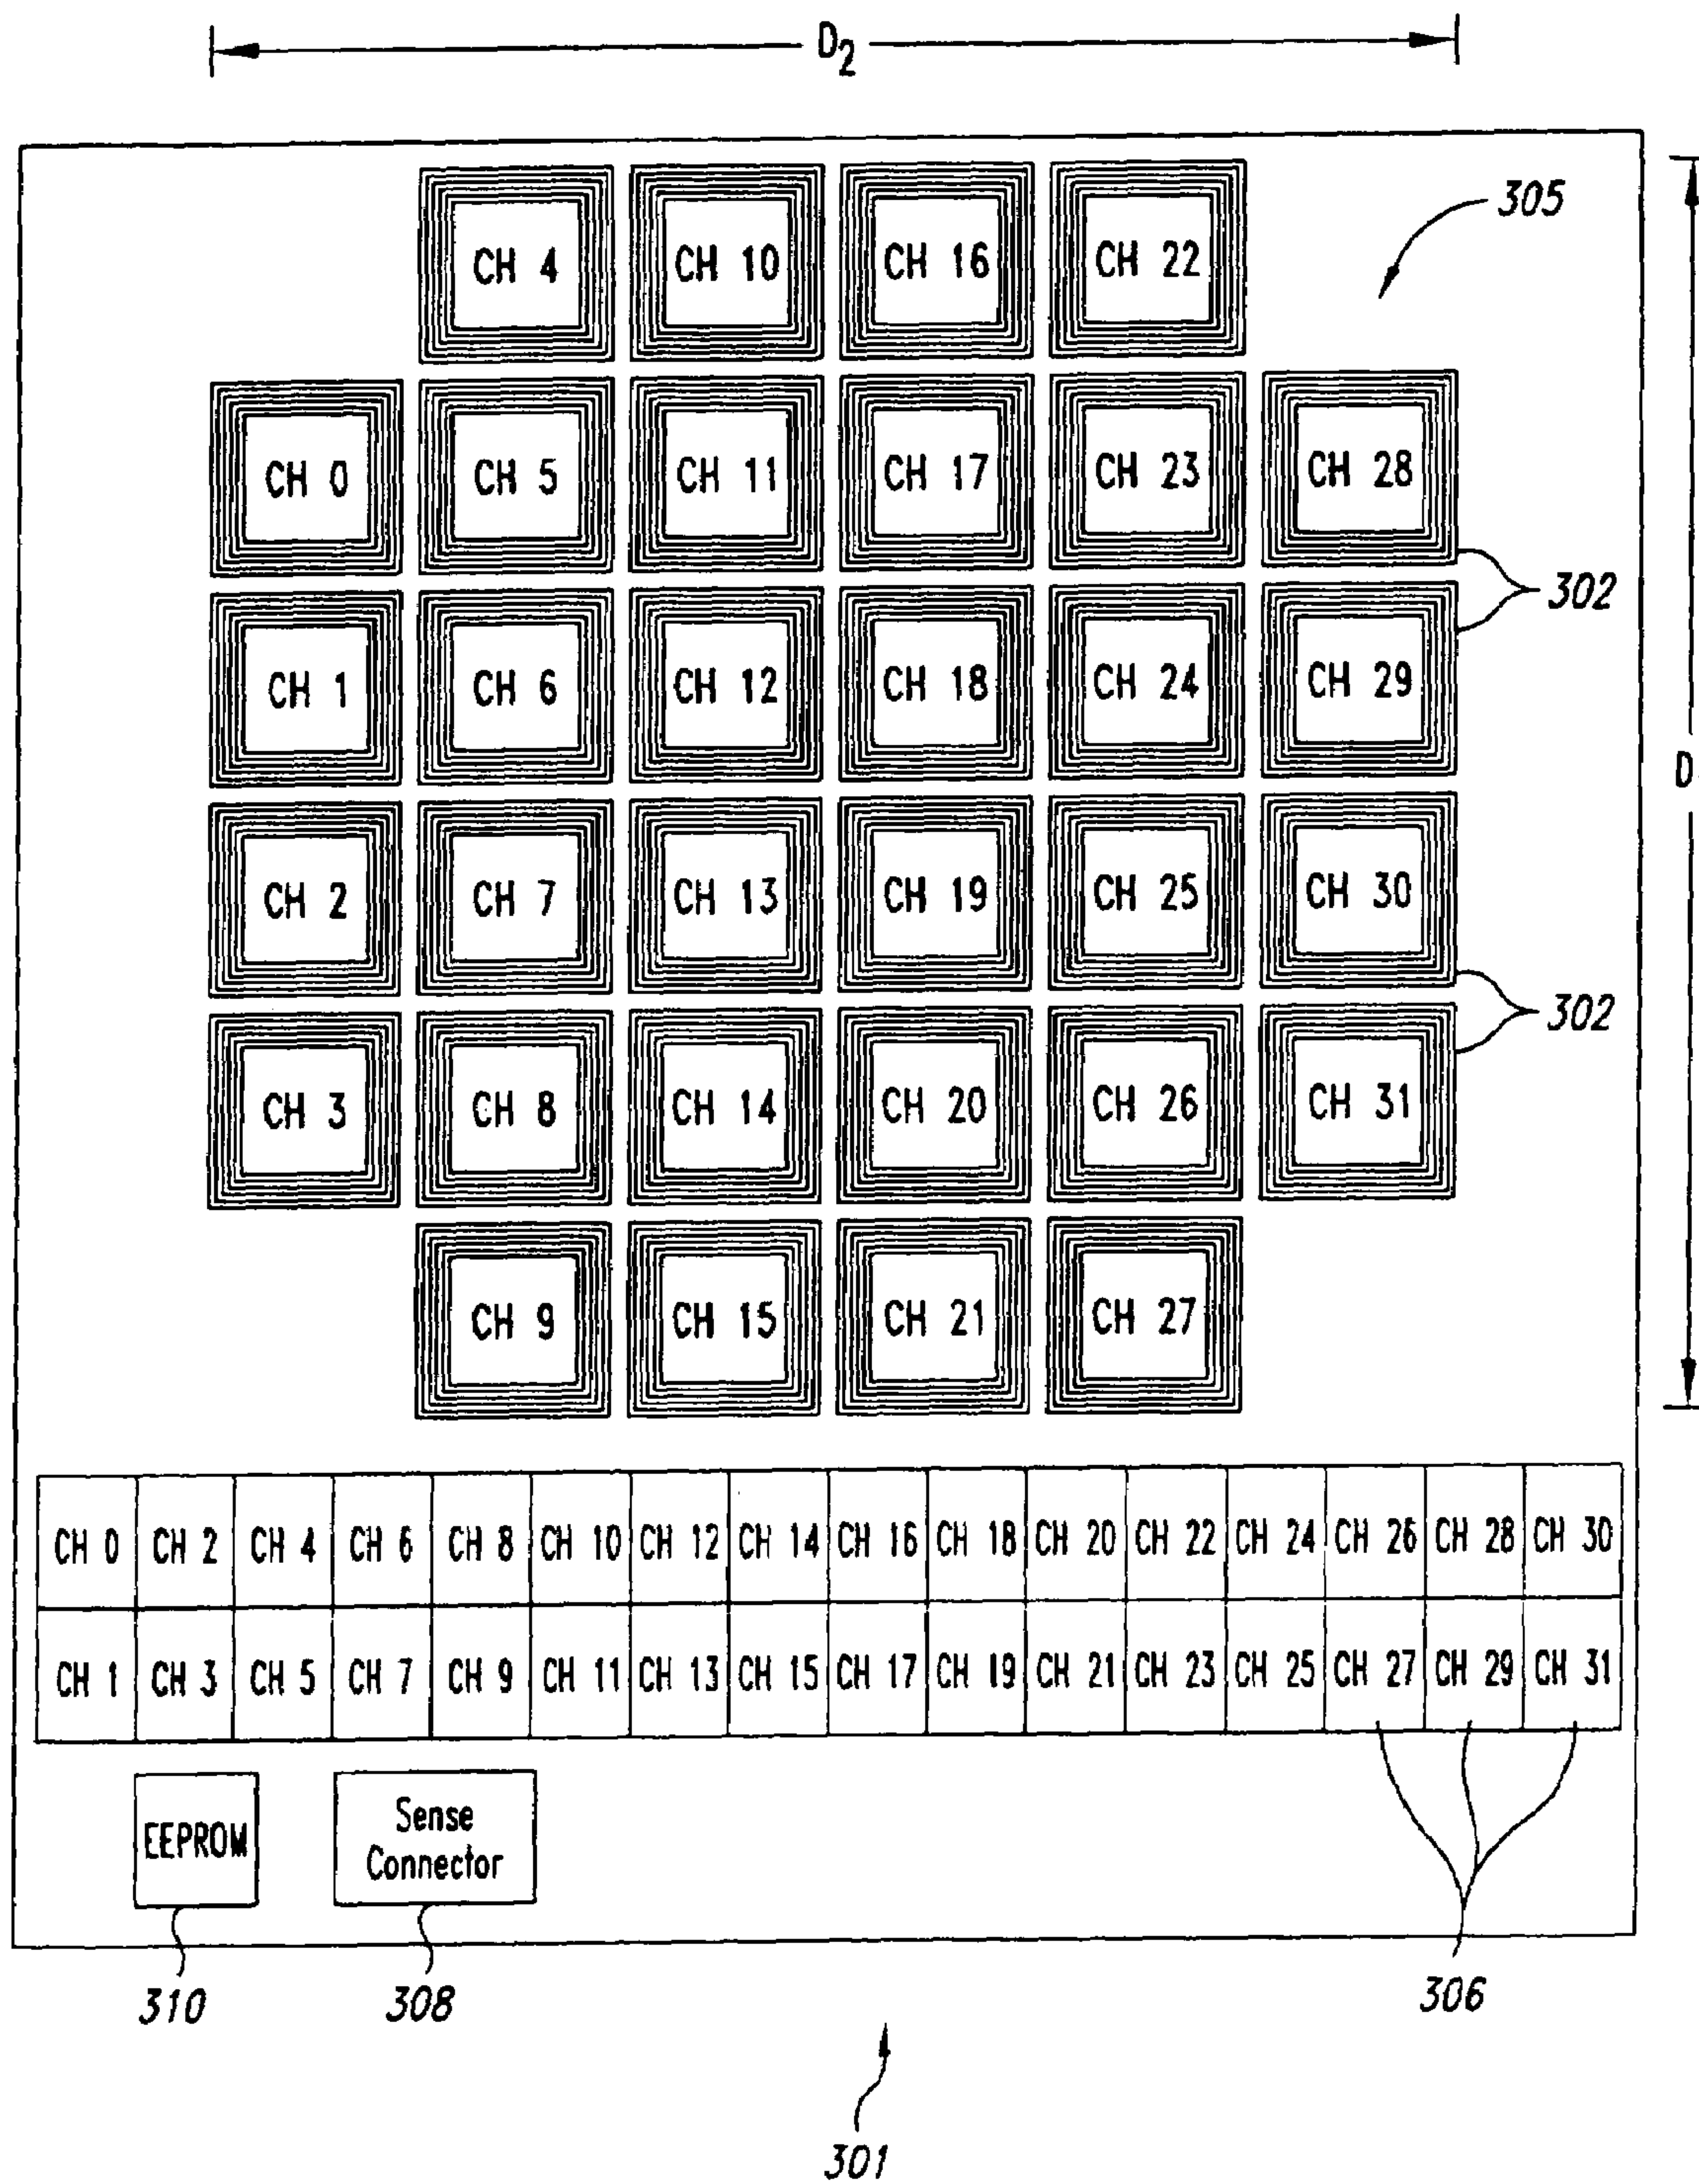 D2
CH 4 CH 10 CH 16 CH 22
305
CH 0 CH 5 CH 11 CH 17 CH 23 CH 28
302
CH 1 CH 6 CH 12 CH 18 CH 24 CH 29
D
CH 2 CH 7 CH 13 CH 19 CH 25 CH 30
302
CH 3 CH 8 CH 14 CH 20 CH 26 CH 31
CH 9 CH 15 CH 21 CH 27
CH 0 CH 2 CH 4 CH 6 CH 8 CH 10 CH 12 CH 14 CH 16 CH 18 CH 20 CH 22 CH 24 CH 26 CH 28 CH 30
CH 1 CH 3 CH 5 CH 7 CH 9 CH 11 CH 13 CH 15 CH 17 CH 19 CH 21 CH 23 CH 25 CH 27 CH 29 CH 31
EEPROM
Sense
Connector
310
308
306
301